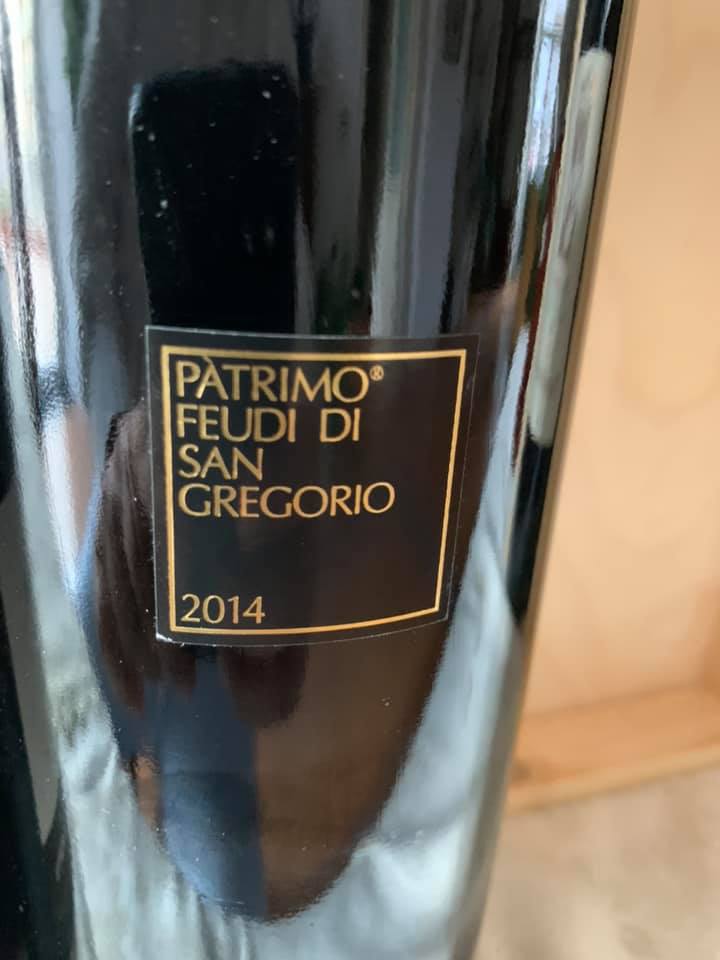 PÀTRIMO®
FEUDI DI
SAN
GREGORIO
2014